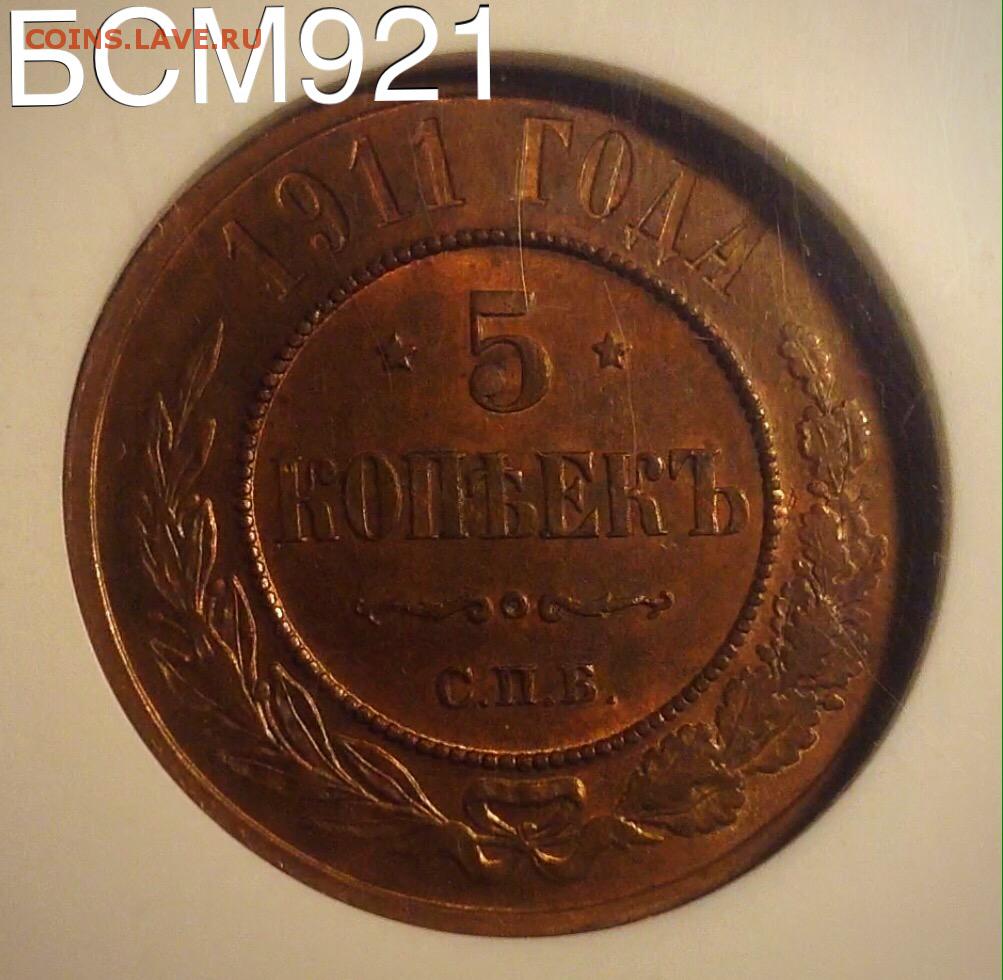 БСМ921
COINS.LAVE.RU
1911 ГОДА
5
КОПѢЕКЪ
С.П.Б.